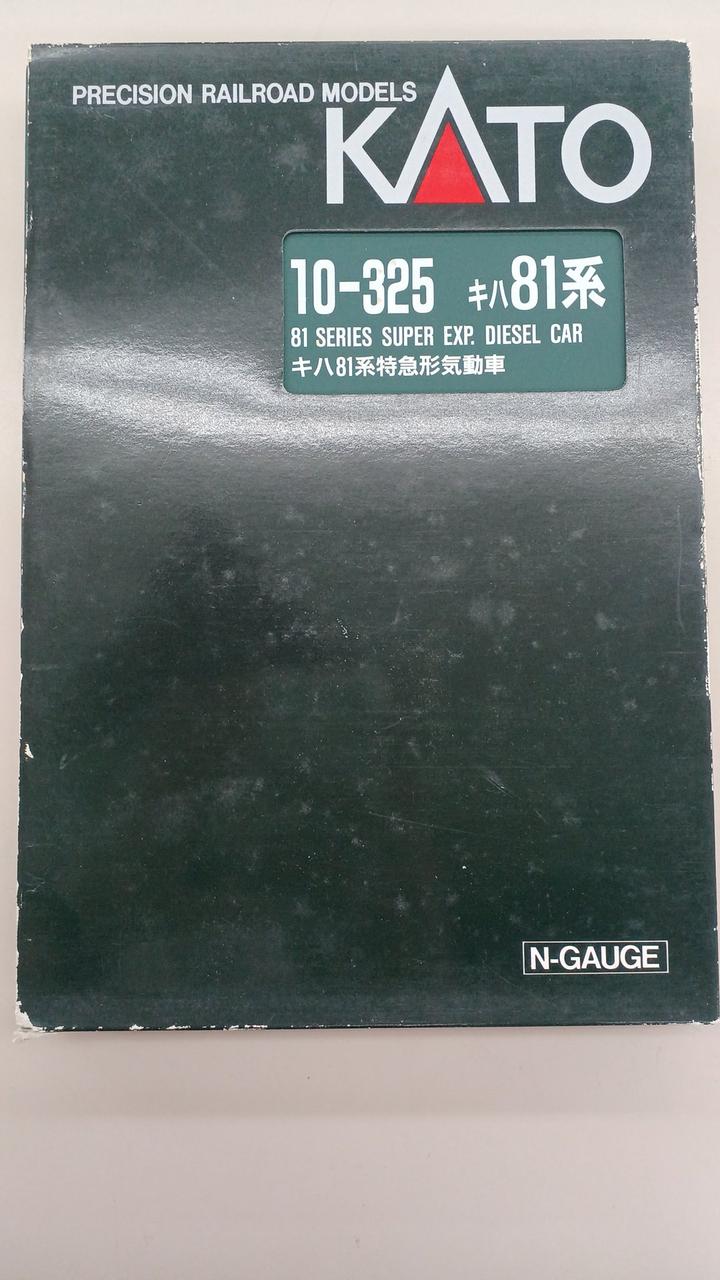 PRECISION RAILROAD MODELS
KATO
10-325 キハ81系
81 SERIES SUPER EXP. DIESEL CAR
キハ81系特急形気動車
N-GAUGE